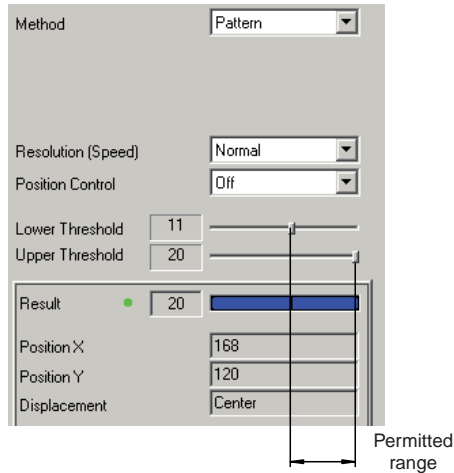 Method Pattern
Resolution (Speed) Normal
Position Control Off
Lower Threshold 11
Upper Threshold 20
Result 20
Position X 168
Position Y 120
Displacement Center
Permitted
range